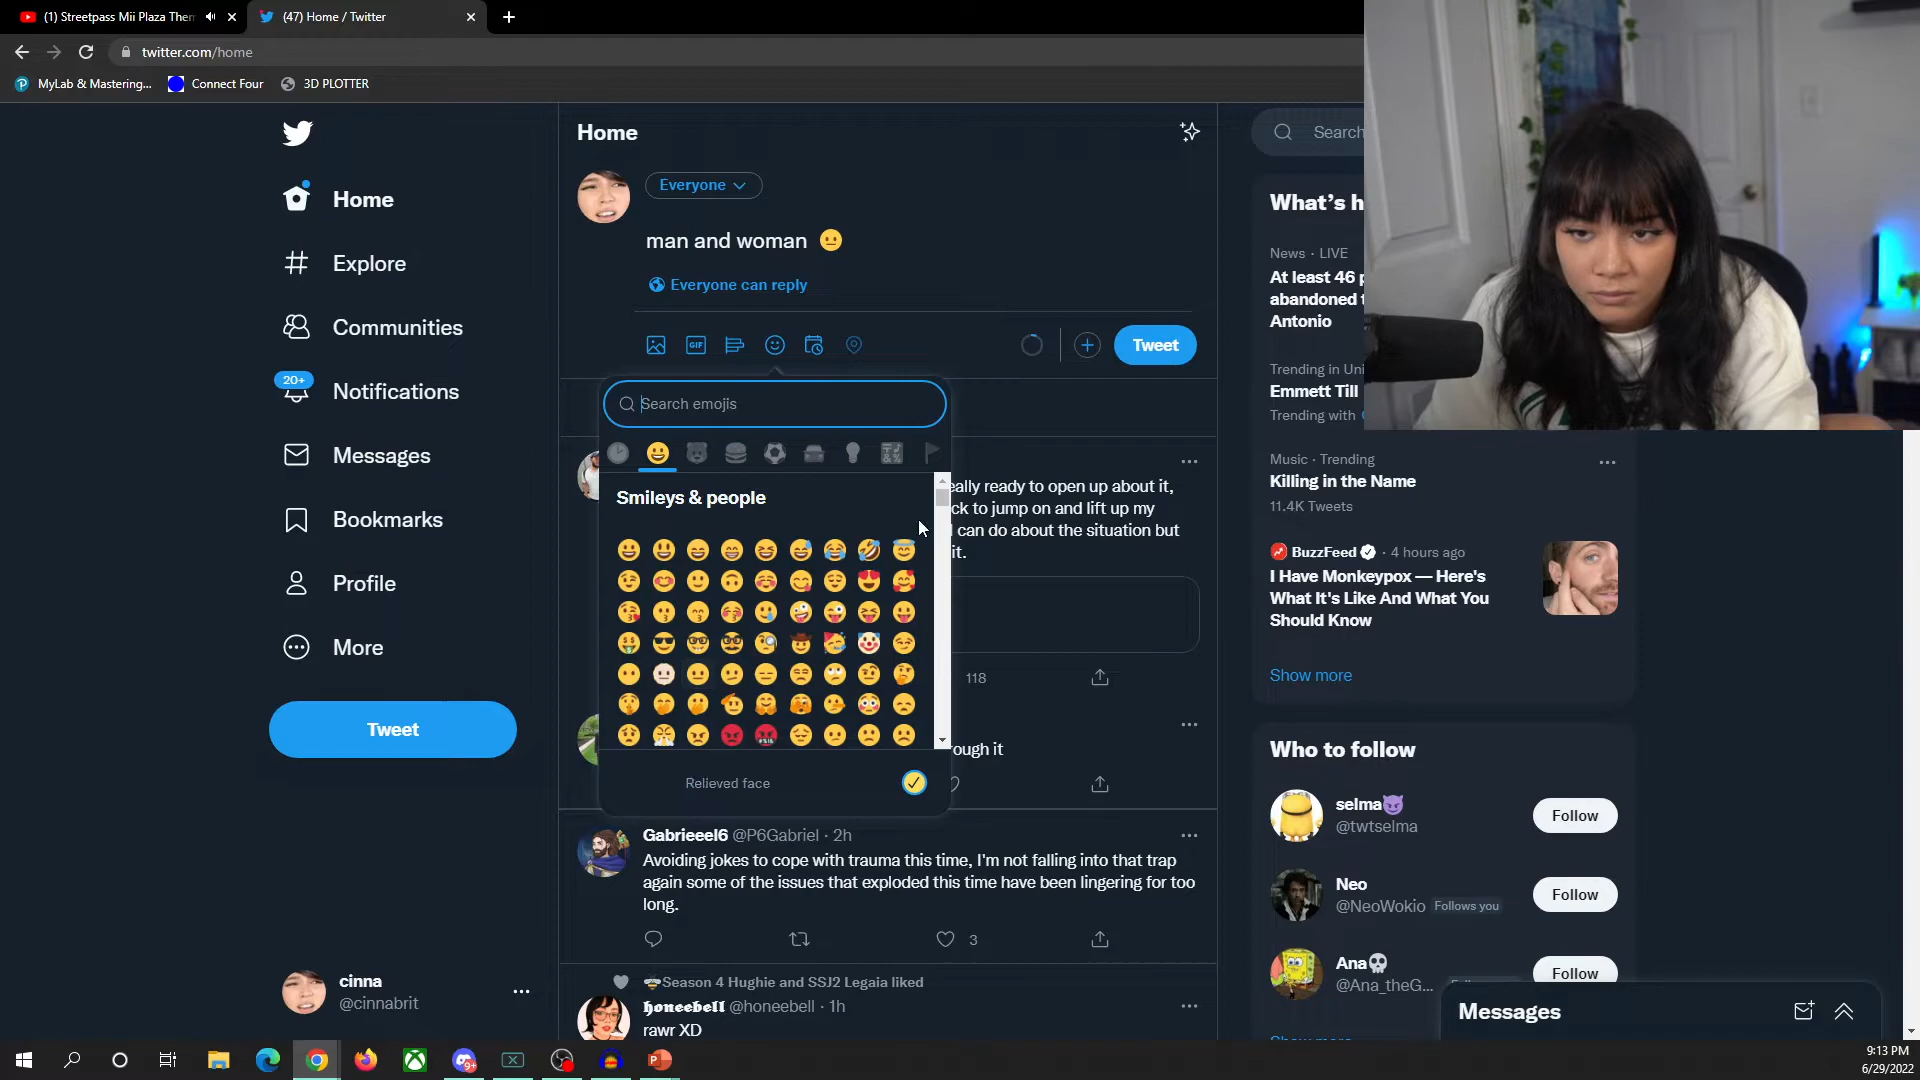 (1) Streetpass Mii Plaza Then
(47) Home / Twitter
twitter.com/home
MyLab & Mastering...
Connect Four
3D PLOTTER
Home
Explore
Communities
20+
Notifications
Messages
Bookmarks
Profile
More
Tweet
cinna
@cinnabrit
Home
Everyone
man and woman 😐
Everyone can reply
GIF
Tweet
Search emojis
Smileys & people
Relieved face
eally ready to open up about it,
ck to jump on and lift up my
I can do about the situation but
it.
118
ough it
Gabrieeel6 @P6Gabriel · 2h
Avoiding jokes to cope with trauma this time, I'm not falling into that trap
again some of the issues that exploded this time have been lingering for too
long.
3
Season 4 Hughie and SSJ2 Legaia liked
honeebell @honeebell · 1h
rawr XD
Search
What's h
News · LIVE
At least 46 p
abandoned t
Antonio
Trending in Uni
Emmett Till
Trending with
Music · Trending
Killing in the Name
11.4K Tweets
BuzzFeed · 4 hours ago
I Have Monkeypox — Here's
What It's Like And What You
Should Know
Show more
Who to follow
selma😈
@twtselma
Follow
Neo
@NeoWokio Follows you
Follow
Ana💀
@Ana_theG...
Follow
Messages
9:13 PM
6/29/2022